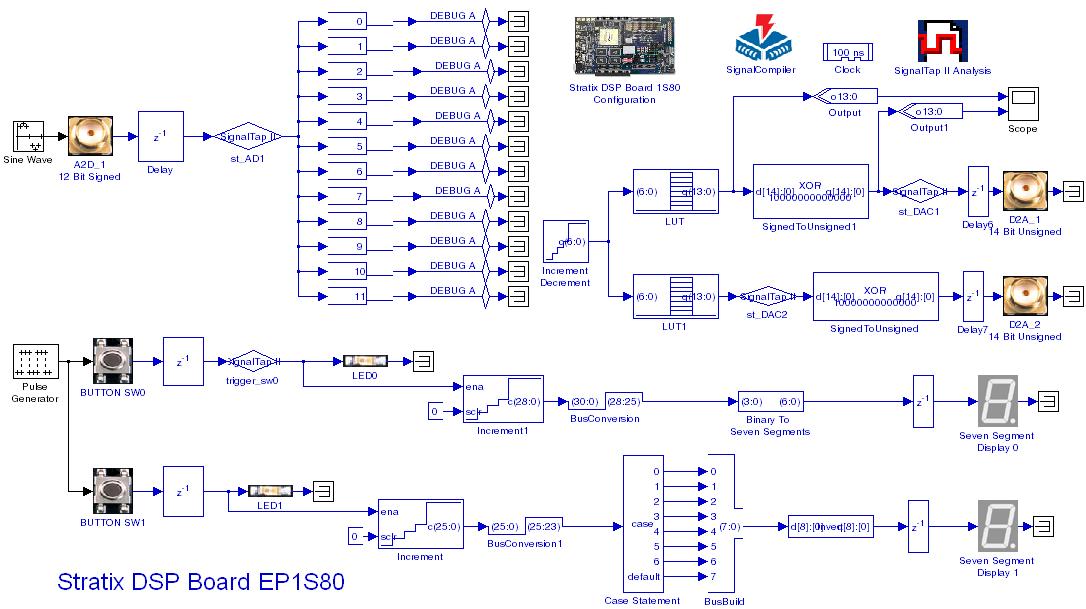 Sine Wave
A2D_1
12 Bit Signed
z-1
Delay
SignalTap II
st_AD1
0
DEBUG A
1
DEBUG A
2
DEBUG A
3
DEBUG A
4
DEBUG A
5
DEBUG A
6
DEBUG A
7
DEBUG A
8
DEBUG A
9
DEBUG A
10
DEBUG A
11
DEBUG A
Stratix DSP Board 1S80
Configuration
SignalCompiler
100 ns
Clock
SignalTap II Analysis
o 13:0
Output
o 13:0
Output1
Scope
q(6:0)
Increment
Decrement
(6:0)
q(13:0)
LUT
d[14]:[0]
XOR
10000000000000
q[14]:[0]
SignedToUnsigned1
SignalTap II
st_DAC1
z-1
Delay6
D2A_1
14 Bit Unsigned
(6:0)
q(13:0)
LUT1
SignalTap II
st_DAC2
d[14]:[0]
XOR
10000000000000
q[14]:[0]
SignedToUnsigned
z-1
Delay7
D2A_2
14 Bit Unsigned
Pulse
Generator
BUTTON SW0
z-1
SignalTap II
trigger_sw0
LED0
0
ena
sclr
c(28:0)
Increment1
(30:0)
(28:25)
BusConversion
(3:0)
(6:0)
Binary To
Seven Segments
z-1
Seven Segment
Display 0
BUTTON SW1
z-1
LED1
0
ena
sclr
c(25:0)
Increment
(25:0)
(25:23)
BusConversion1
case
0
1
2
3
4
5
6
default
Case Statement
0
1
2
3
4
5
6
7
(7:0)
BusBuild
d[8]:[0]
Inver
d[8]:[0]
z-1
Seven Segment
Display 1
Stratix DSP Board EP1S80